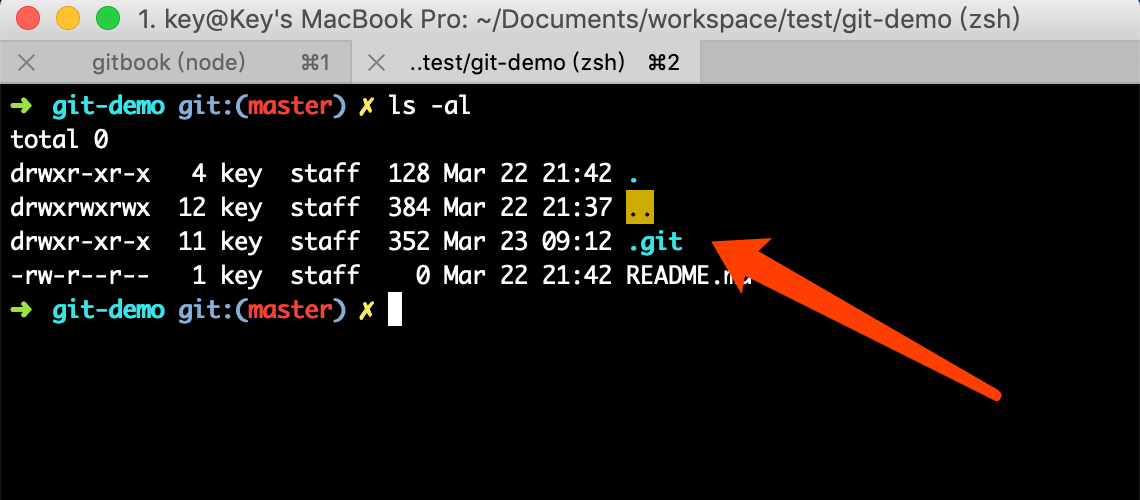 1. key@Key's MacBook Pro: ~/Documents/workspace/test/git-demo (zsh)
gitbook (node) ⌘1 ..test/git-demo (zsh) ⌘2
➜ git-demo git:(master) ✗ ls -al
total 0
drwxr-xr-x 4 key staff 128 Mar 22 21:42 .
drwxrwxrwx 12 key staff 384 Mar 22 21:37 ..
drwxr-xr-x 11 key staff 352 Mar 23 09:12 .git
-rw-r--r-- 1 key staff 0 Mar 22 21:42 README.md
➜ git-demo git:(master) ✗